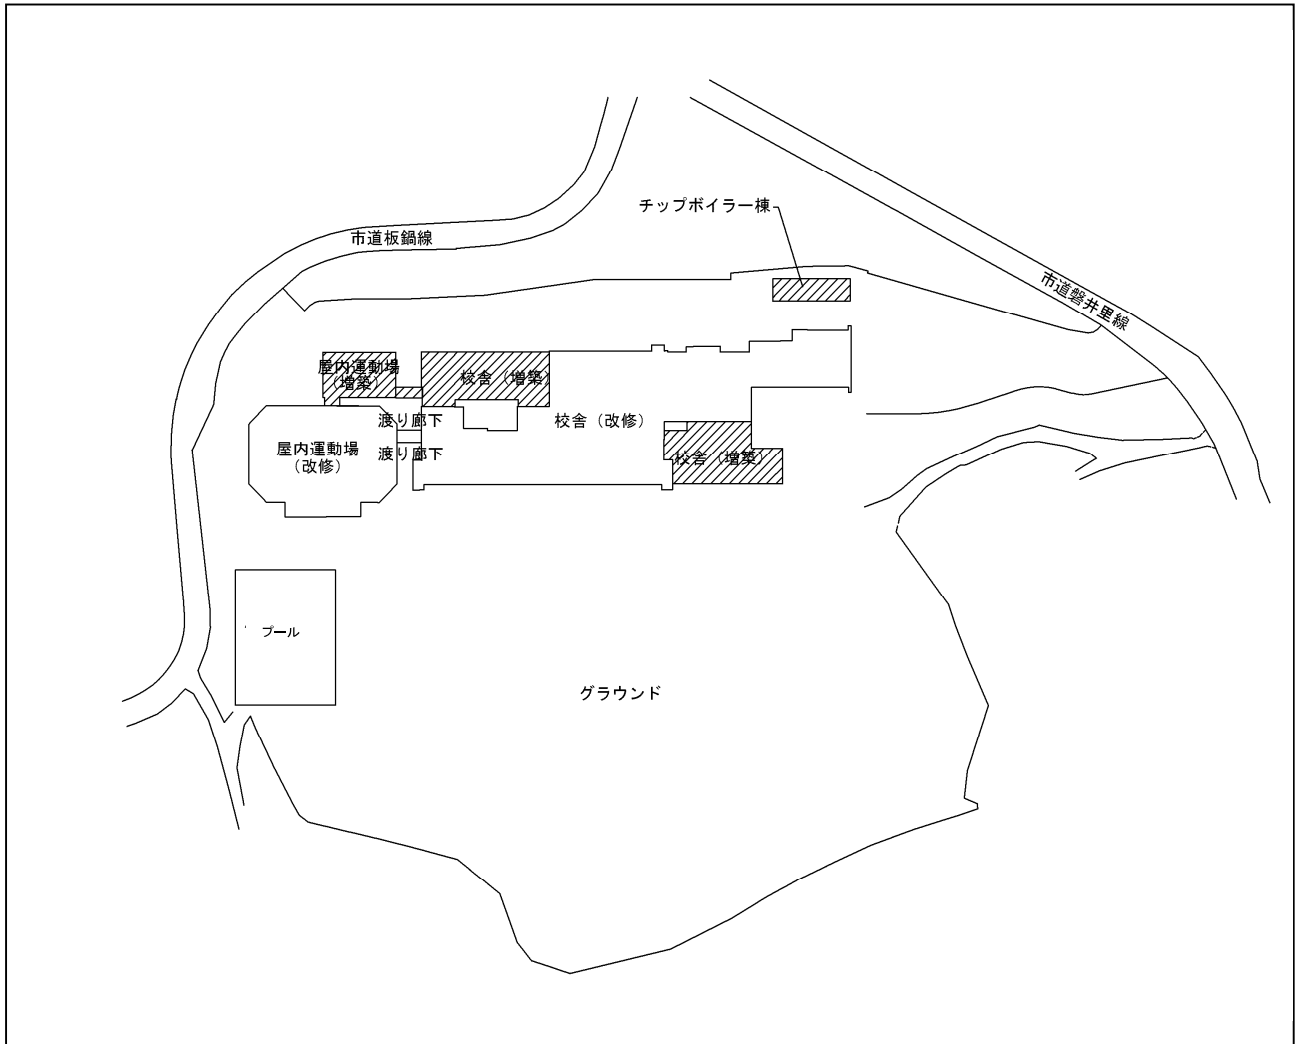 チップボイラー棟
市道板鍋線
市道磐井里線
屋内運動場
（増築）
校舎（増築）
渡り廊下
校舎（改修）
屋内運動場
（改修）
渡り廊下
校舎（増築）
プール
グラウンド